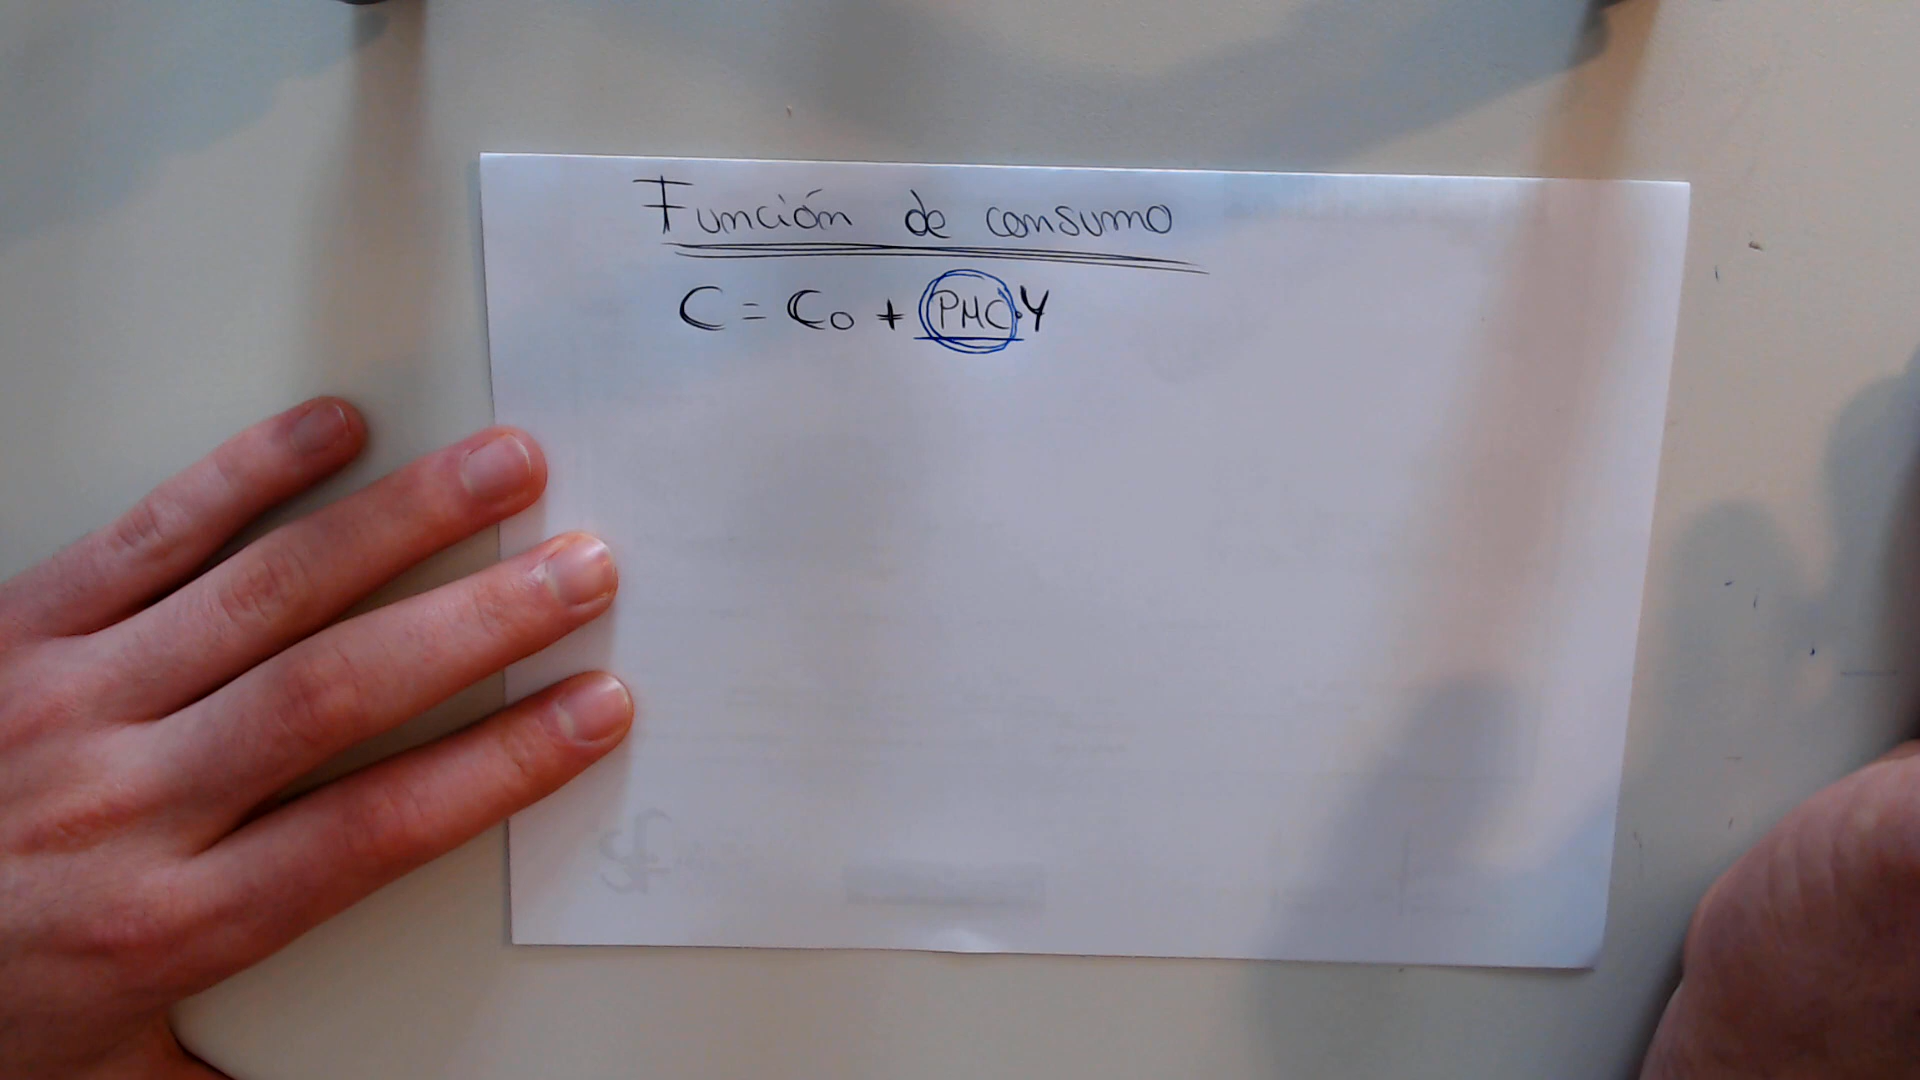 Función de consumo
C = C₀ + PMC·Y